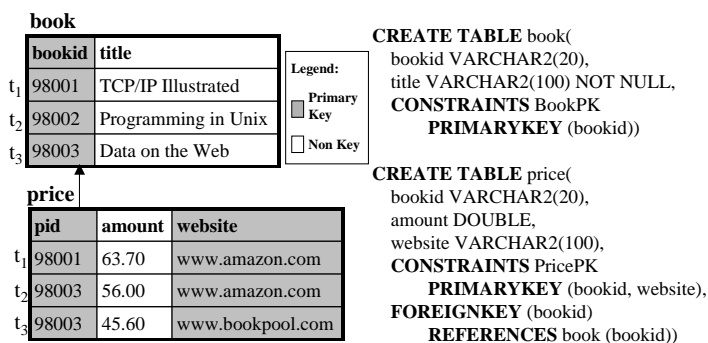 book
bookid title
t1 98001 TCP/IP Illustrated
t2 98002 Programming in Unix
t3 98003 Data on the Web
Legend:
Primary
Key
Non Key
price
pid amount website
t1 98001 63.70 www.amazon.com
t2 98003 56.00 www.amazon.com
t3 98003 45.60 www.bookpool.com
CREATE TABLE book(
bookid VARCHAR2(20),
title VARCHAR2(100) NOT NULL,
CONSTRAINTS BookPK
PRIMARYKEY (bookid))
CREATE TABLE price(
bookid VARCHAR2(20),
amount DOUBLE,
website VARCHAR2(100),
CONSTRAINTS PricePK
PRIMARYKEY (bookid, website),
FOREIGNKEY (bookid)
REFERENCES book (bookid))